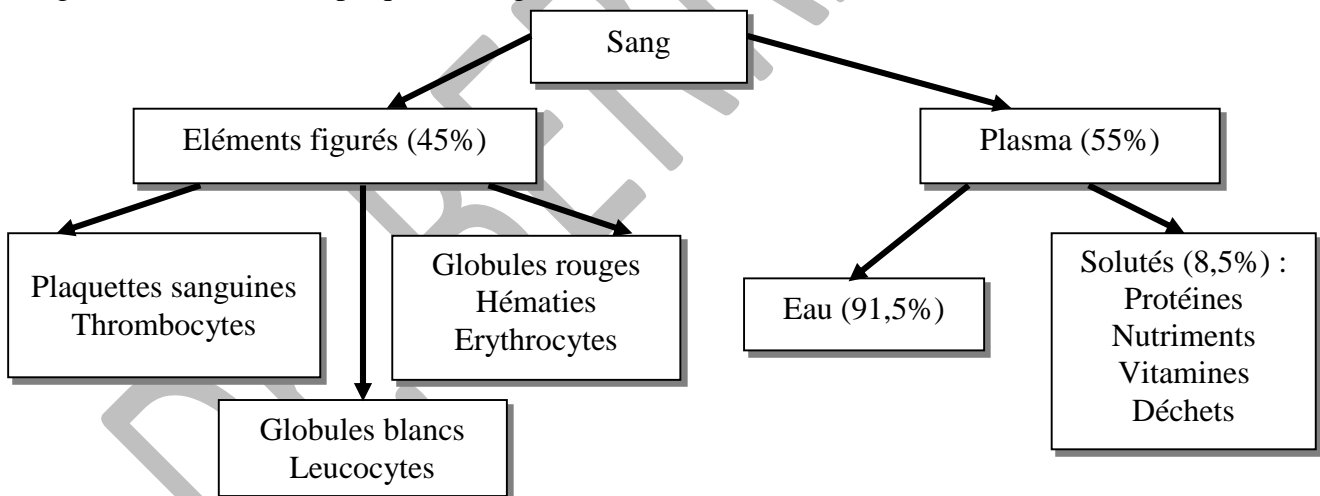 Sang
Eléments figurés (45%)
Plasma (55%)
Plaquettes sanguines
Thrombocytes
Globules rouges
Hématies
Erythrocytes
Globules blancs
Leucocytes
Eau (91,5%)
Solutés (8,5%) :
Protéines
Nutriments
Vitamines
Déchets